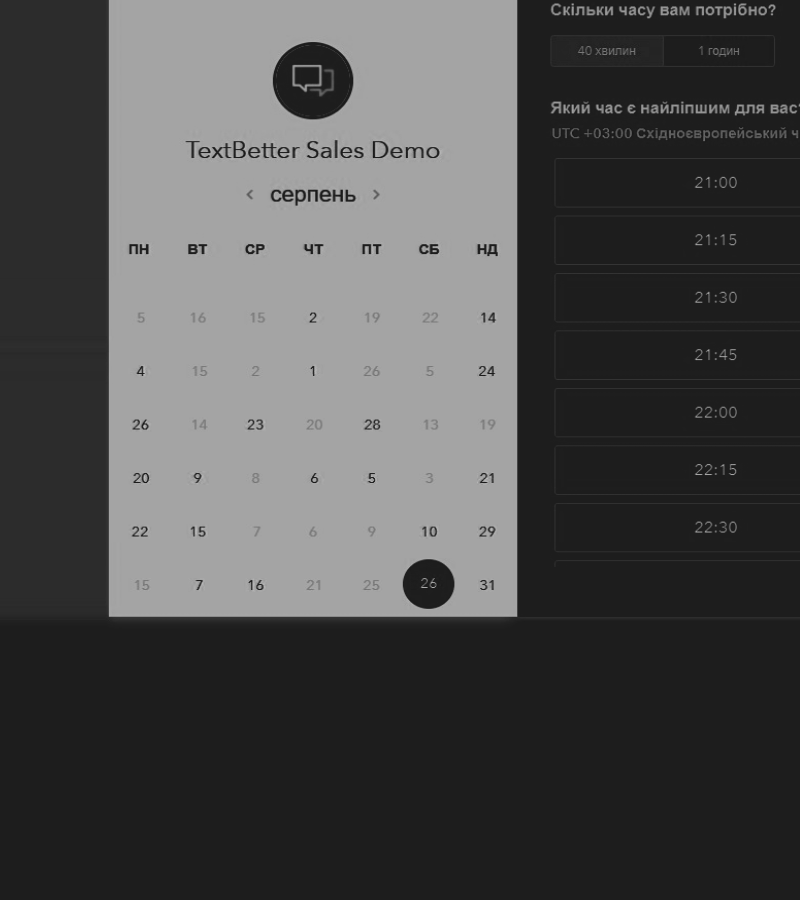 TextBetter Sales Demo
серпень
ПН ВТ СР ЧТ ПТ СБ НД
5 16 15 2 19 22 14
4 15 2 1 26 5 24
26 14 23 20 28 13 19
20 9 8 6 5 3 21
22 15 7 6 9 10 29
15 7 16 21 25 26 31
Скільки часу вам потрібно?
40 хвилин 1 годин
Який час є найліпшим для вас?
UTC +03:00 Східноєвропейський ч
21:00
21:15
21:30
21:45
22:00
22:15
22:30